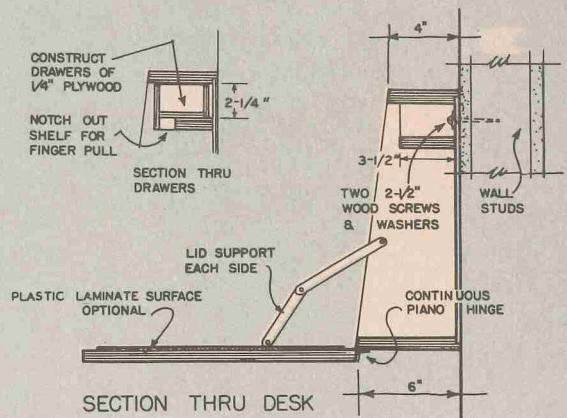 CONSTRUCT
DRAWERS OF
1/4" PLYWOOD
NOTCH OUT
SHELF FOR
FINGER PULL
2-1/4"
SECTION THRU
DRAWERS
4"
3-1/2"
TWO 2-1/2"
WOOD SCREWS
& WASHERS
WALL
STUDS
LID SUPPORT
EACH SIDE
PLASTIC LAMINATE SURFACE
OPTIONAL
CONTINUOUS
PIANO HINGE
6"
SECTION THRU DESK